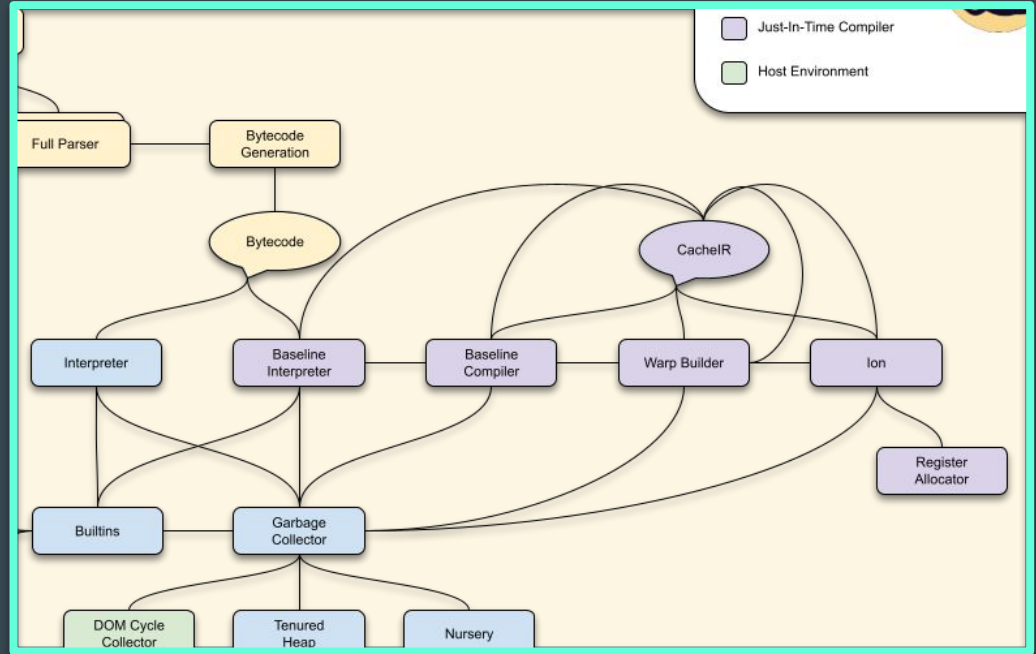 Just-In-Time Compiler
Host Environment
Full Parser
Bytecode
Generation
Bytecode
CacheIR
Interpreter
Baseline
Interpreter
Baseline
Compiler
Warp Builder
Ion
Register
Allocator
Builtins
Garbage
Collector
DOM Cycle
Collector
Tenured
Heap
Nursery